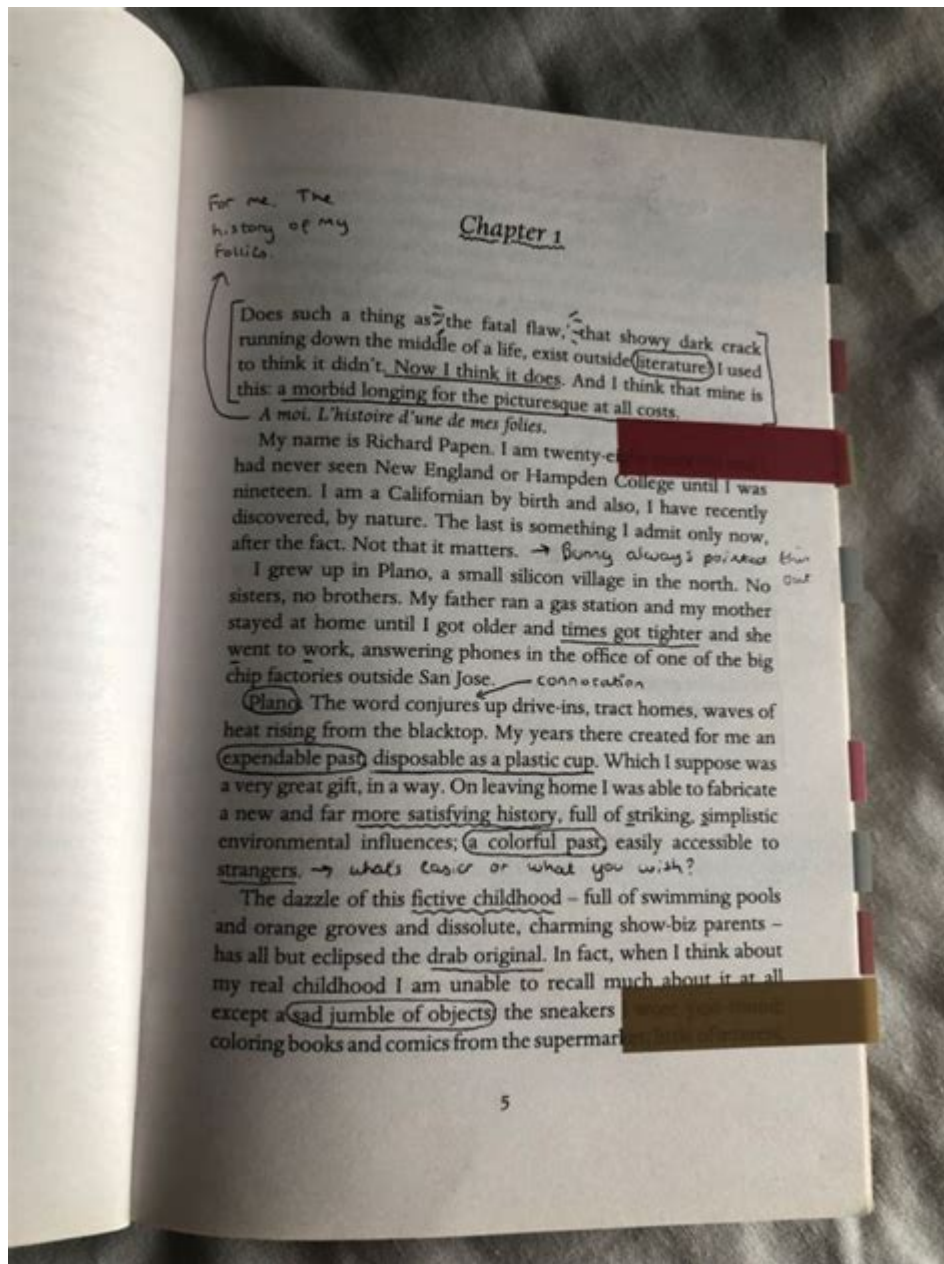 For me. The
history of my
follies.
Chapter 1
Does such a thing as 'the fatal flaw,' that showy dark crack
running down the middle of a life, exist outside literature? I used
to think it didn't. Now I think it does. And I think that mine is
this: a morbid longing for the picturesque at all costs.
A moi. L'histoire d'une de mes folies.
My name is Richard Papen. I am twenty-
had never seen New England or Hampden College until I was
nineteen. I am a Californian by birth and also, I have recently
discovered, by nature. The last is something I admit only now,
after the fact. Not that it matters. → Bunny always pointed this
out
I grew up in Plano, a small silicon village in the north. No
sisters, no brothers. My father ran a gas station and my mother
stayed at home until I got older and times got tighter and she
went to work, answering phones in the office of one of the big
chip factories outside San Jose. connotation
Plano. The word conjures up drive-ins, tract homes, waves of
heat rising from the blacktop. My years there created for me an
expendable past, disposable as a plastic cup. Which I suppose was
a very great gift, in a way. On leaving home I was able to fabricate
a new and far more satisfying history, full of striking, simplistic
environmental influences; a colorful past, easily accessible to
strangers. → whats easier or what you wish?
The dazzle of this fictive childhood – full of swimming pools
and orange groves and dissolute, charming show-biz parents –
has all but eclipsed the drab original. In fact, when I think about
my real childhood I am unable to recall much about it at all
except a sad jumble of objects: the sneakers
coloring books and comics from the
5